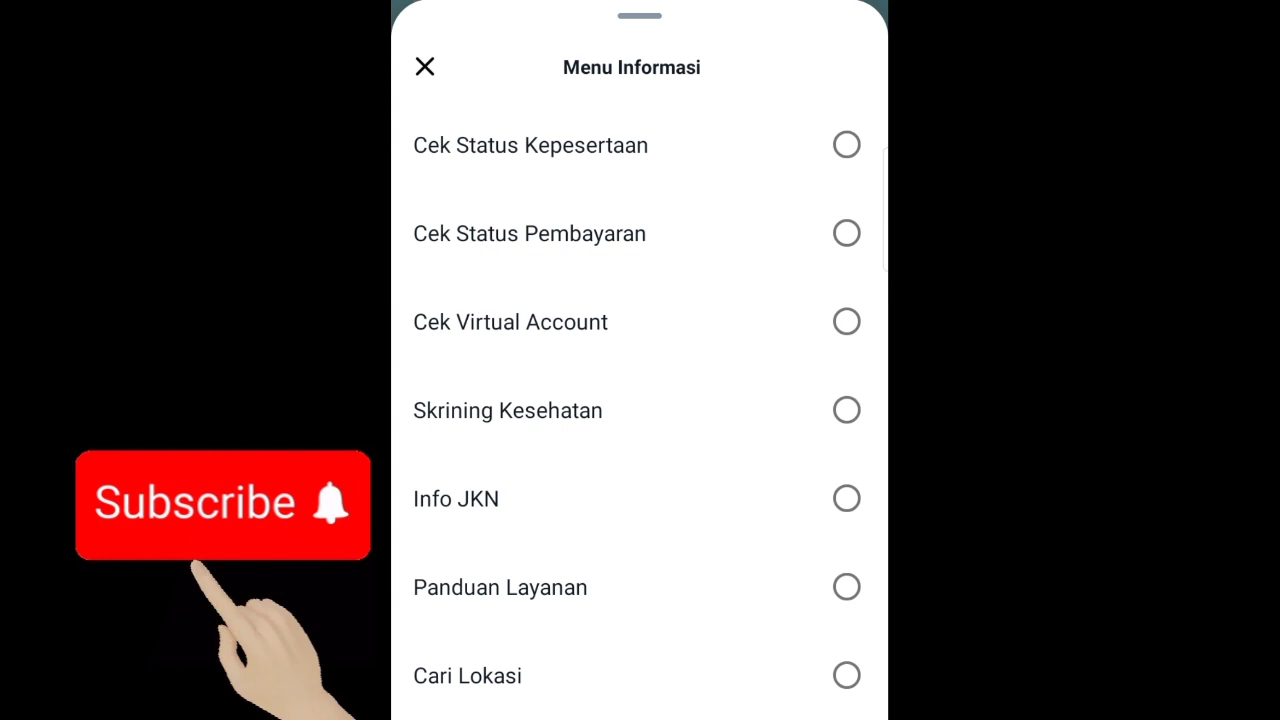 Menu Informasi
Cek Status Kepesertaan
Cek Status Pembayaran
Cek Virtual Account
Skrining Kesehatan
Info JKN
Panduan Layanan
Cari Lokasi
Subscribe